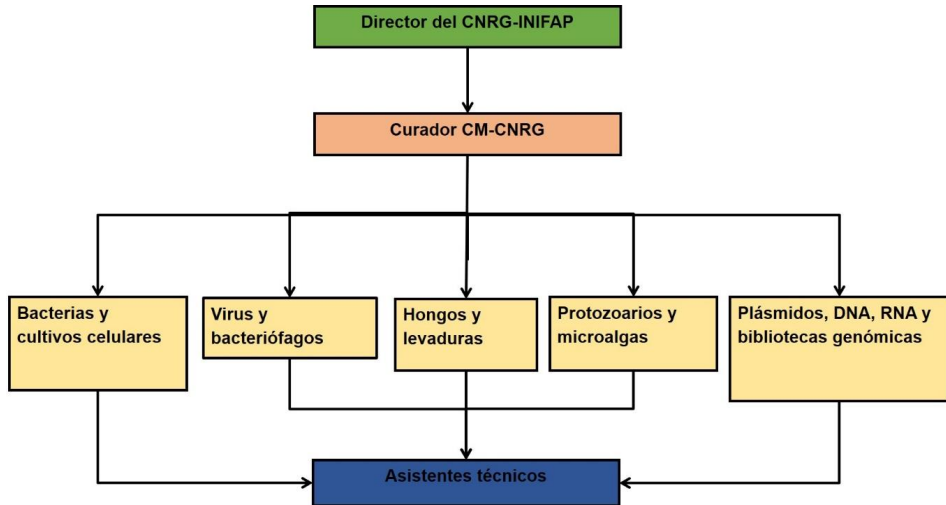 Director del CNRG-INIFAP
Curador CM-CNRG
Bacterias y
cultivos celulares
Virus y
bacteriófagos
Hongos y
levaduras
Protozoarios y
microalgas
Plásmidos, DNA, RNA y
bibliotecas genómicas
Asistentes técnicos